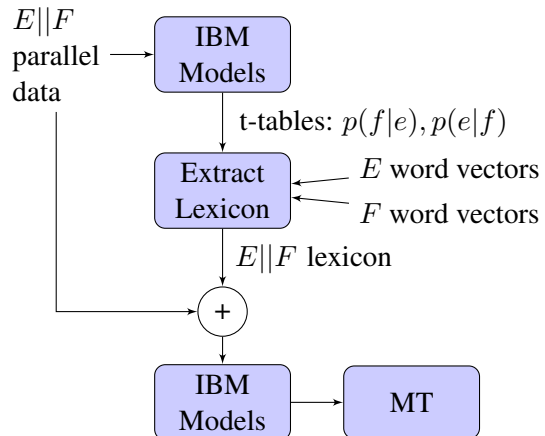 E||F
parallel
data
IBM
Models
t-tables: p(f|e), p(e|f)
Extract
Lexicon
E word vectors
F word vectors
E||F lexicon
+
IBM
Models
MT